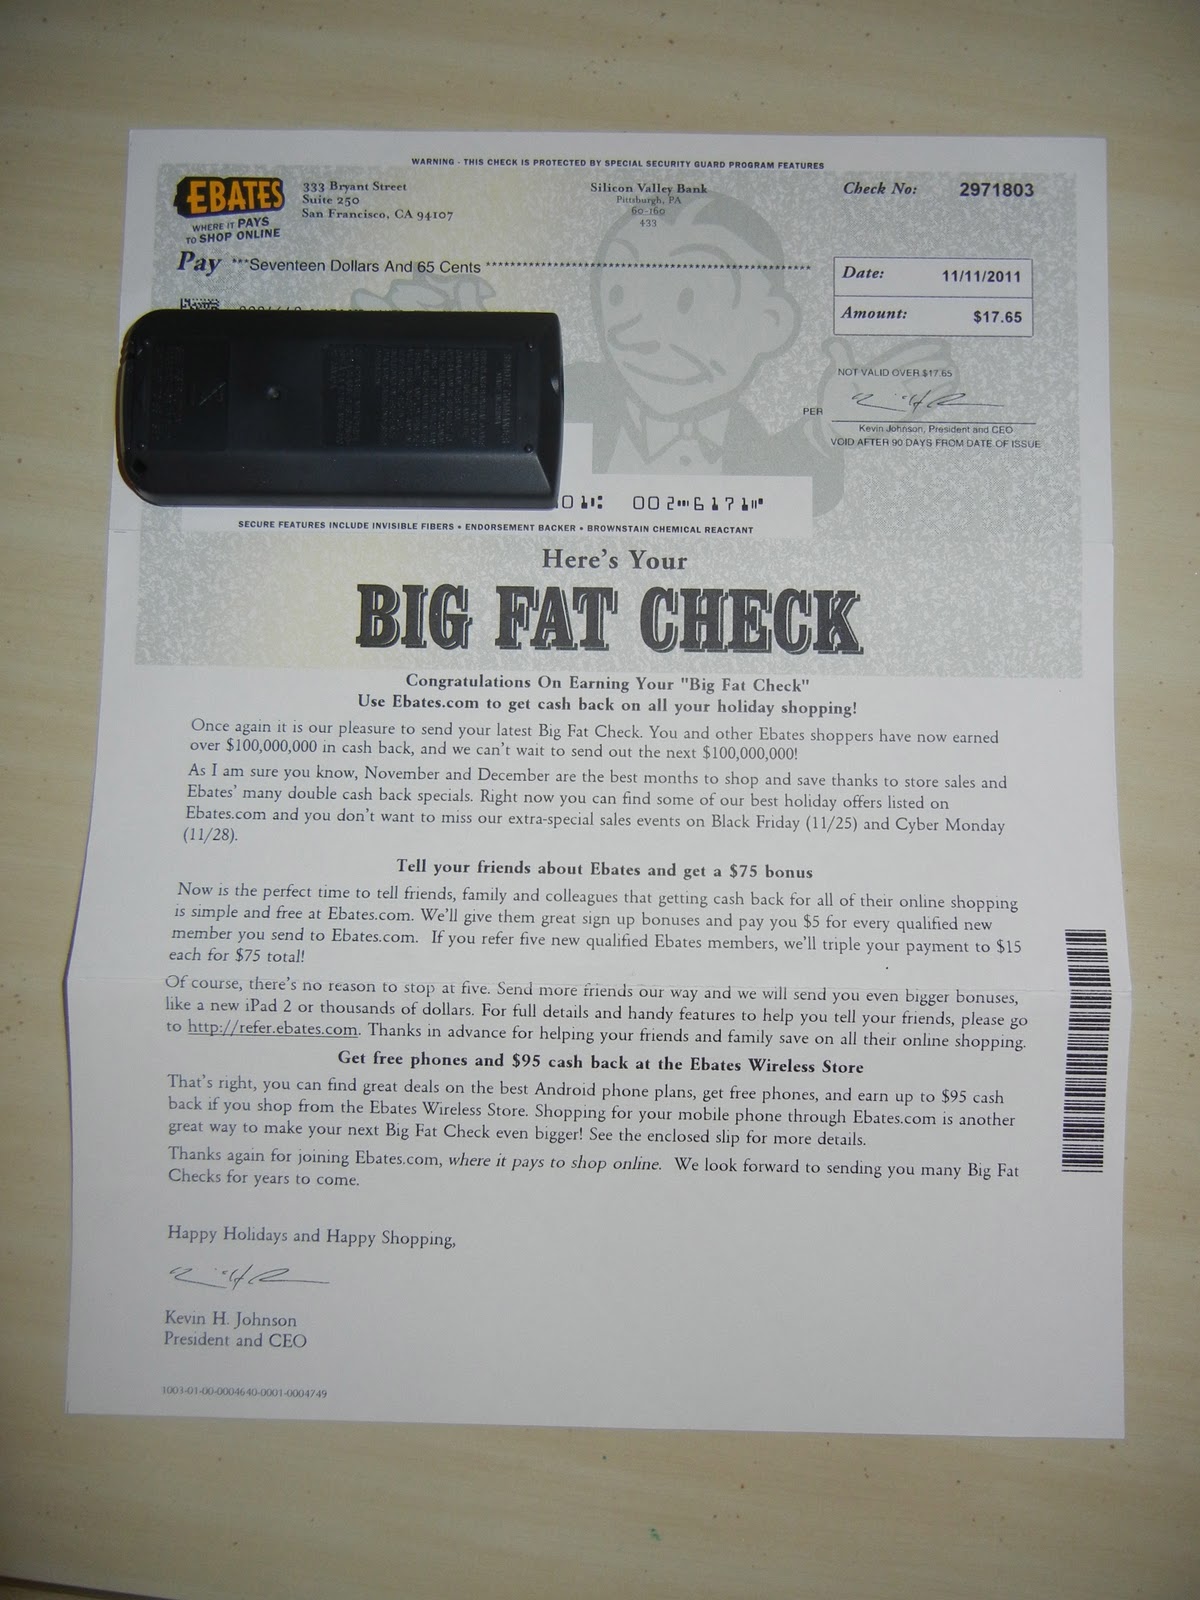 WARNING - THIS CHECK IS PROTECTED BY SPECIAL SECURITY GUARD PROGRAM FEATURES
EBATES
WHERE IT PAYS
TO SHOP ONLINE
333 Bryant Street
Suite 250
San Francisco, CA 94107
Silicon Valley Bank
Pittsburgh, PA
60-160
433
Check No: 2971803
Pay ***Seventeen Dollars And 65 Cents ******************************************************
Date: 11/11/2011
Amount: $17.65
NOT VALID OVER $17.65
PER
Kevin Johnson, President and CEO
VOID AFTER 90 DAYS FROM DATE OF ISSUE
01⑆ 002⑉6171⑈
SECURE FEATURES INCLUDE INVISIBLE FIBERS • ENDORSEMENT BACKER • BROWNSTAIN CHEMICAL REACTANT
Here's Your
BIG FAT CHECK
Congratulations On Earning Your "Big Fat Check"
Use Ebates.com to get cash back on all your holiday shopping!
Once again it is our pleasure to send your latest Big Fat Check. You and other Ebates shoppers have now earned
over $100,000,000 in cash back, and we can't wait to send out the next $100,000,000!
As I am sure you know, November and December are the best months to shop and save thanks to store sales and
Ebates' many double cash back specials. Right now you can find some of our best holiday offers listed on
Ebates.com and you don't want to miss our extra-special sales events on Black Friday (11/25) and Cyber Monday
(11/28).
Tell your friends about Ebates and get a $75 bonus
Now is the perfect time to tell friends, family and colleagues that getting cash back for all of their online shopping
is simple and free at Ebates.com. We'll give them great sign up bonuses and pay you $5 for every qualified new
member you send to Ebates.com. If you refer five new qualified Ebates members, we'll triple your payment to $15
each for $75 total!
Of course, there's no reason to stop at five. Send more friends our way and we will send you even bigger bonuses,
like a new iPad 2 or thousands of dollars. For full details and handy features to help you tell your friends, please go
to http://refer.ebates.com. Thanks in advance for helping your friends and family save on all their online shopping.
Get free phones and $95 cash back at the Ebates Wireless Store
That's right, you can find great deals on the best Android phone plans, get free phones, and earn up to $95 cash
back if you shop from the Ebates Wireless Store. Shopping for your mobile phone through Ebates.com is another
great way to make your next Big Fat Check even bigger! See the enclosed slip for more details.
Thanks again for joining Ebates.com, where it pays to shop online. We look forward to sending you many Big Fat
Checks for years to come.
Happy Holidays and Happy Shopping,
Kevin H. Johnson
President and CEO
1003-01-00-0004640-0001-0004749